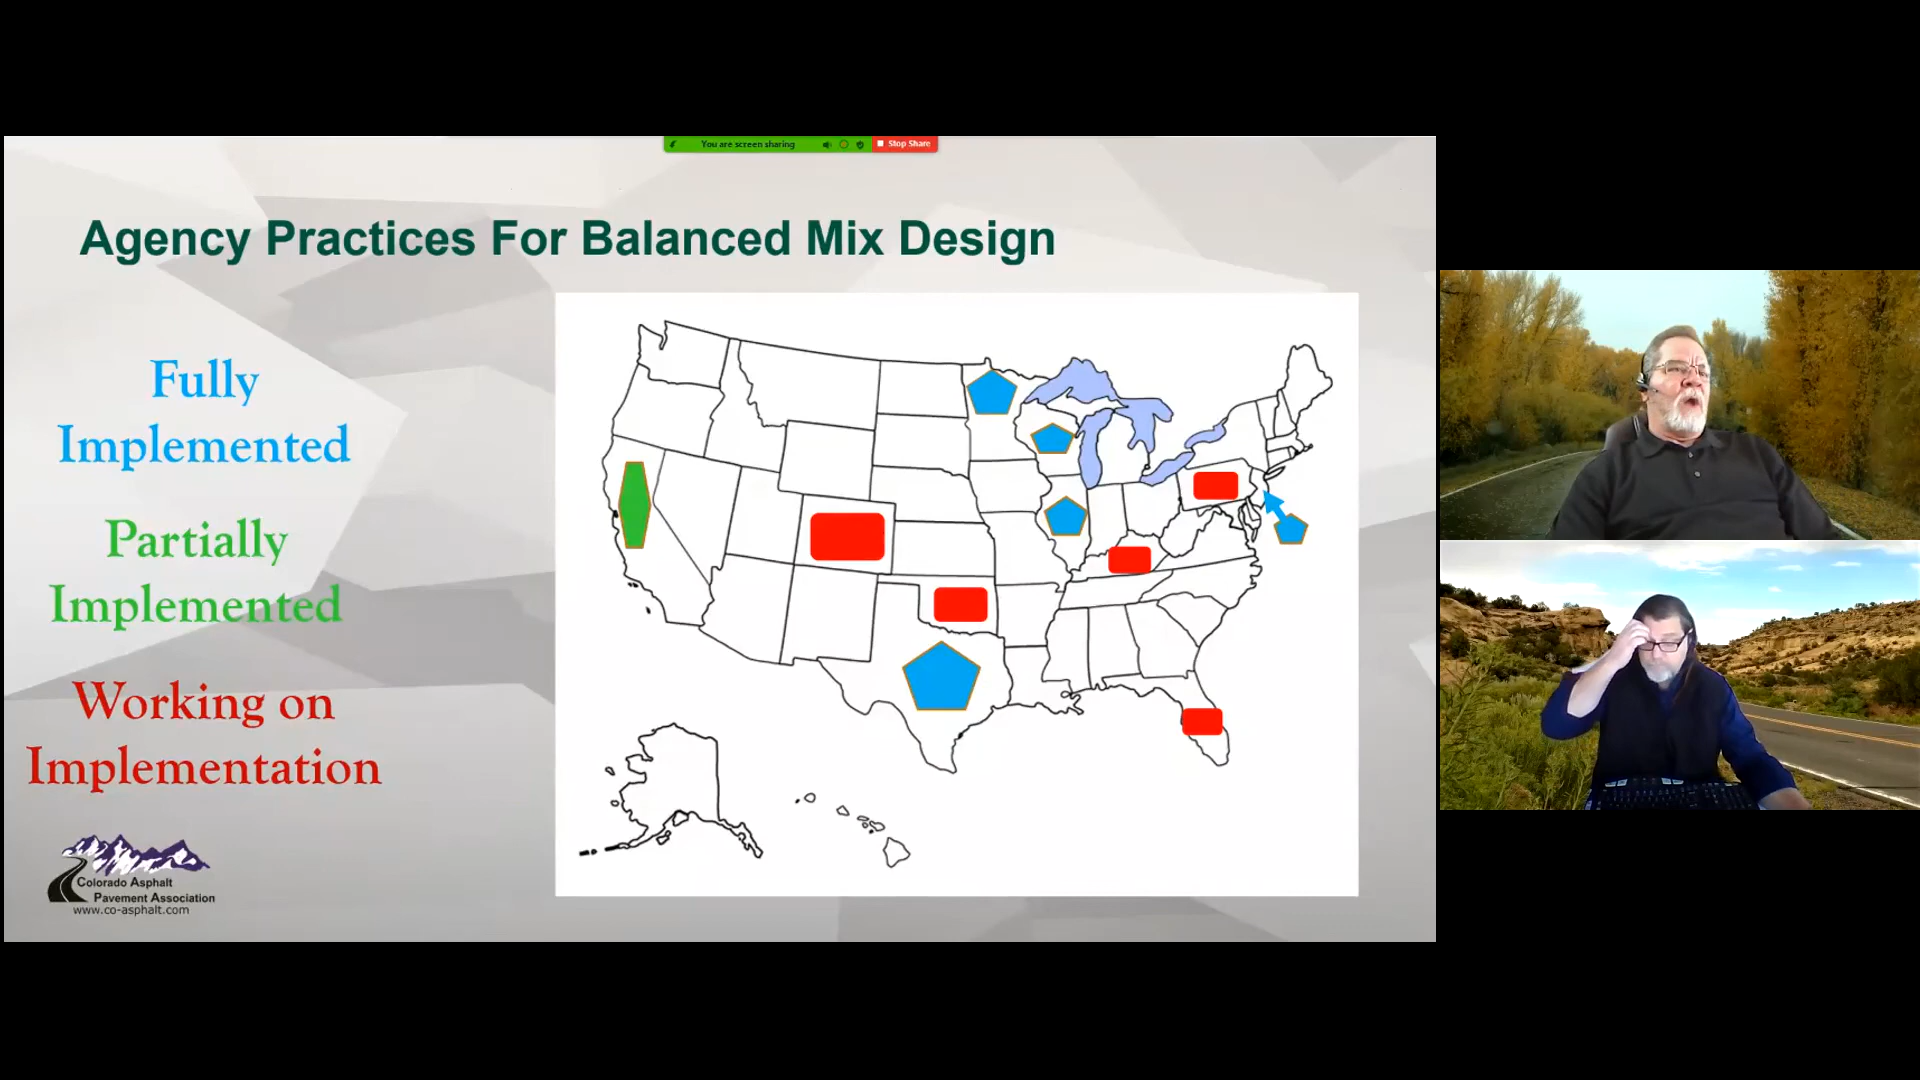 You are screen sharing
Stop Share
Agency Practices For Balanced Mix Design
Fully
Implemented
Partially
Implemented
Working on
Implementation
Colorado Asphalt
Pavement Association
www.co-asphalt.com